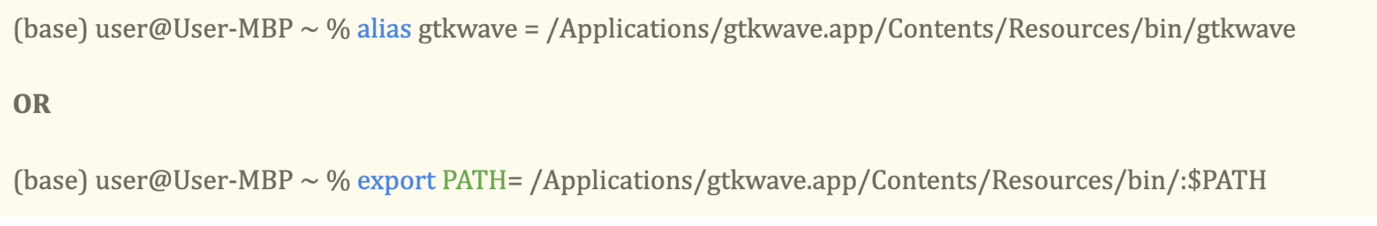 (base) user@User-MBP ~ % alias gtkwave = /Applications/gtkwave.app/Contents/Resources/bin/gtkwave
OR
(base) user@User-MBP ~ % export PATH= /Applications/gtkwave.app/Contents/Resources/bin/:$PATH